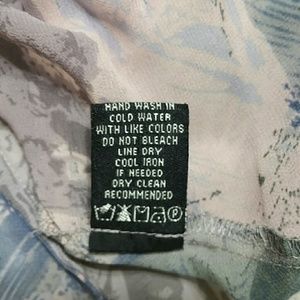 HAND WASH IN
COLD WATER
WITH LIKE COLORS
DO NOT BLEACH
LINE DRY
COOL IRON
IF NEEDED
DRY CLEAN
RECOMMENDED